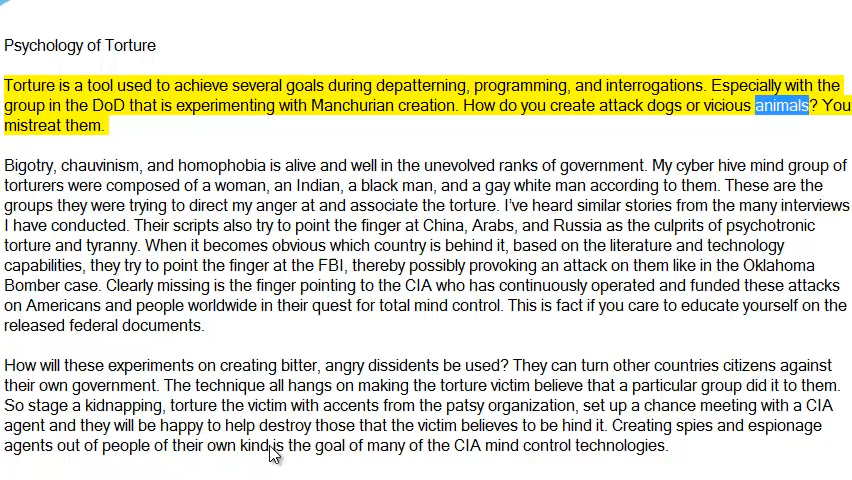 Psychology of Torture
Torture is a tool used to achieve several goals during depatterning, programming, and interrogations. Especially with the
group in the DoD that is experimenting with Manchurian creation. How do you create attack dogs or vicious animals? You
mistreat them.
Bigotry, chauvinism, and homophobia is alive and well in the unevolved ranks of government. My cyber hive mind group of
torturers were composed of a woman, an Indian, a black man, and a gay white man according to them. These are the
groups they were trying to direct my anger at and associate the torture. I've heard similar stories from the many interviews
I have conducted. Their scripts also try to point the finger at China, Arabs, and Russia as the culprits of psychotronic
torture and tyranny. When it becomes obvious which country is behind it, based on the literature and technology
capabilities, they try to point the finger at the FBI, thereby possibly provoking an attack on them like in the Oklahoma
Bomber case. Clearly missing is the finger pointing to the CIA who has continuously operated and funded these attacks
on Americans and people worldwide in their quest for total mind control. This is fact if you care to educate yourself on the
released federal documents.
How will these experiments on creating bitter, angry dissidents be used? They can turn other countries citizens against
their own government. The technique all hangs on making the torture victim believe that a particular group did it to them.
So stage a kidnapping, torture the victim with accents from the patsy organization, set up a chance meeting with a CIA
agent and they will be happy to help destroy those that the victim believes to be hind it. Creating spies and espionage
agents out of people of their own kind is the goal of many of the CIA mind control technologies.